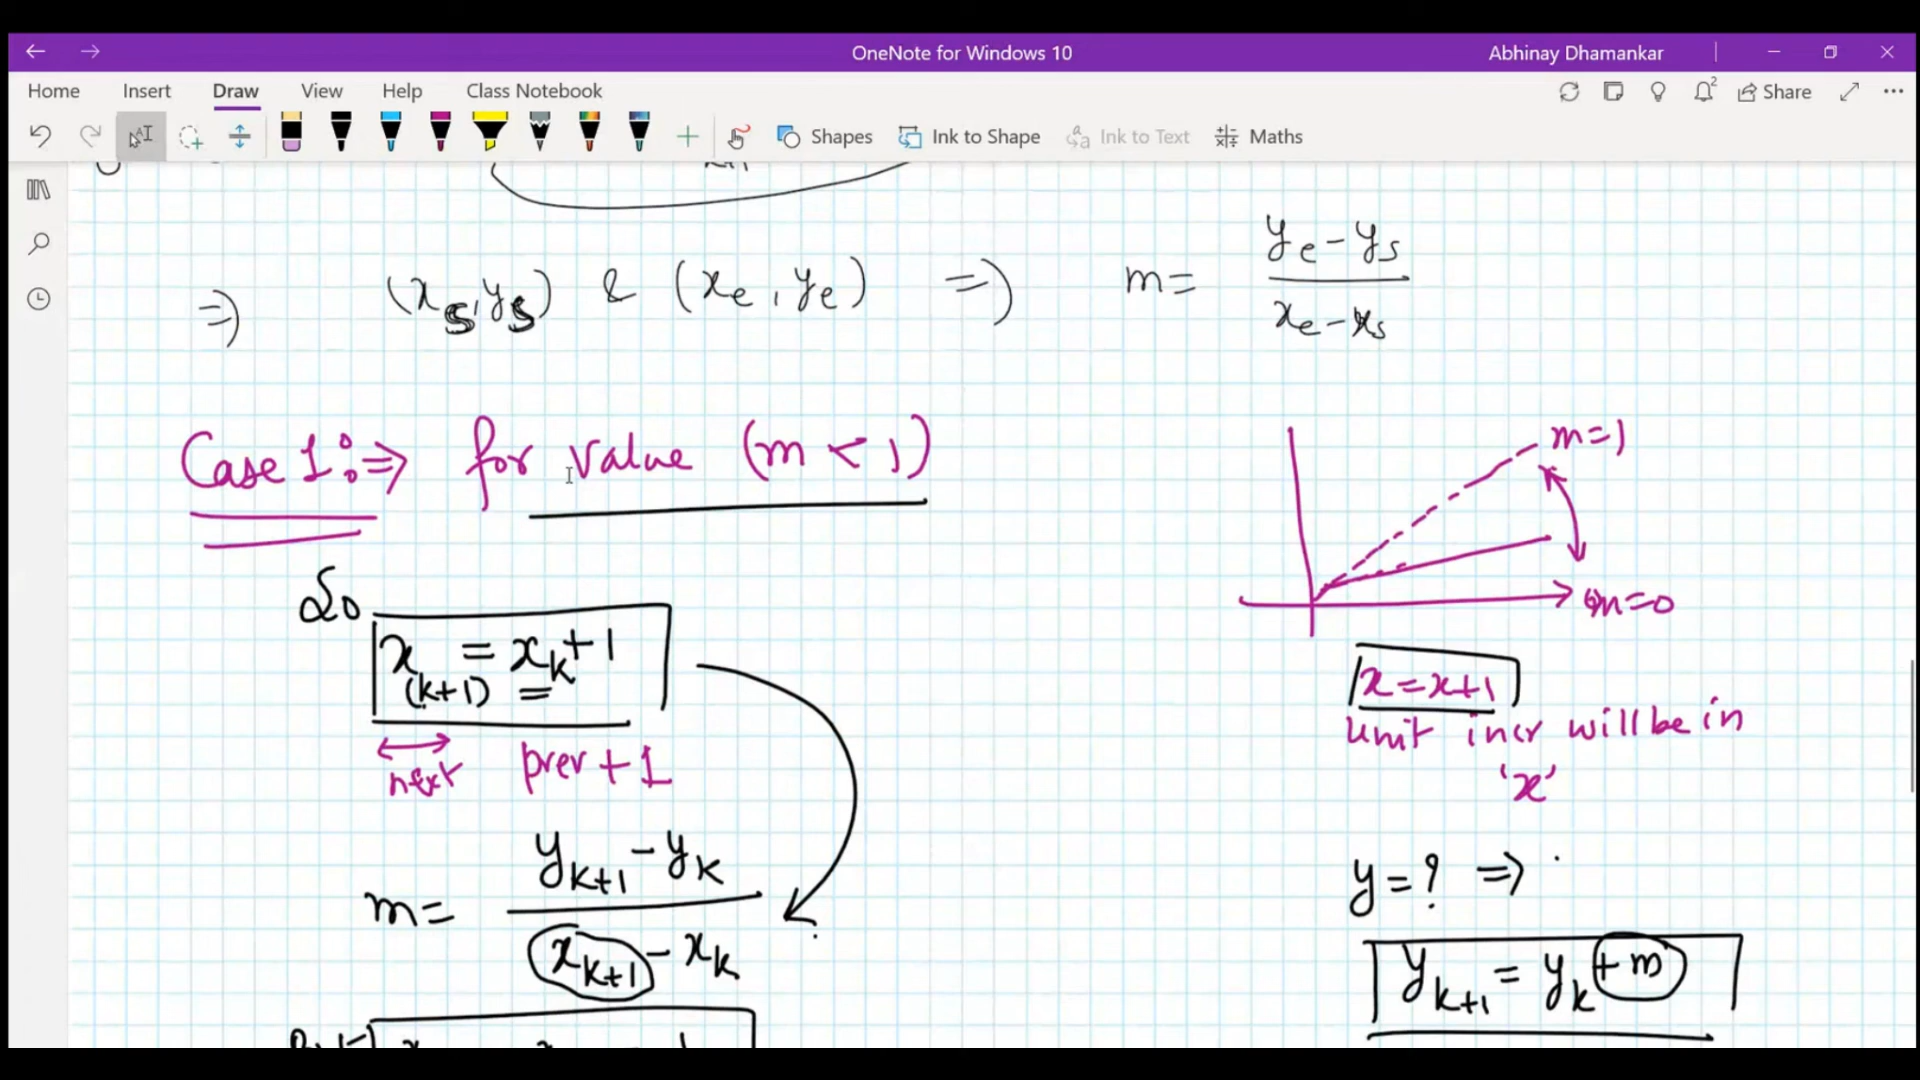 OneNote for Windows 10
Abhinay Dhamankar
Home Insert Draw View Help Class Notebook
2 Share
Shapes Ink to Shape Ink to Text Maths
k+1
=> (xs, ys) & (xe, ye) => m= ye-ys
xe-xs
Case 1: => for value (m < 1)
m=1
m=0
So
x(k+1) = xk+1
=
next prev + 1
x=x+1
unit incr will be in
'x'
m= yk+1 - yk
xk+1 - xk
y=? =>
yk+1 = yk +m